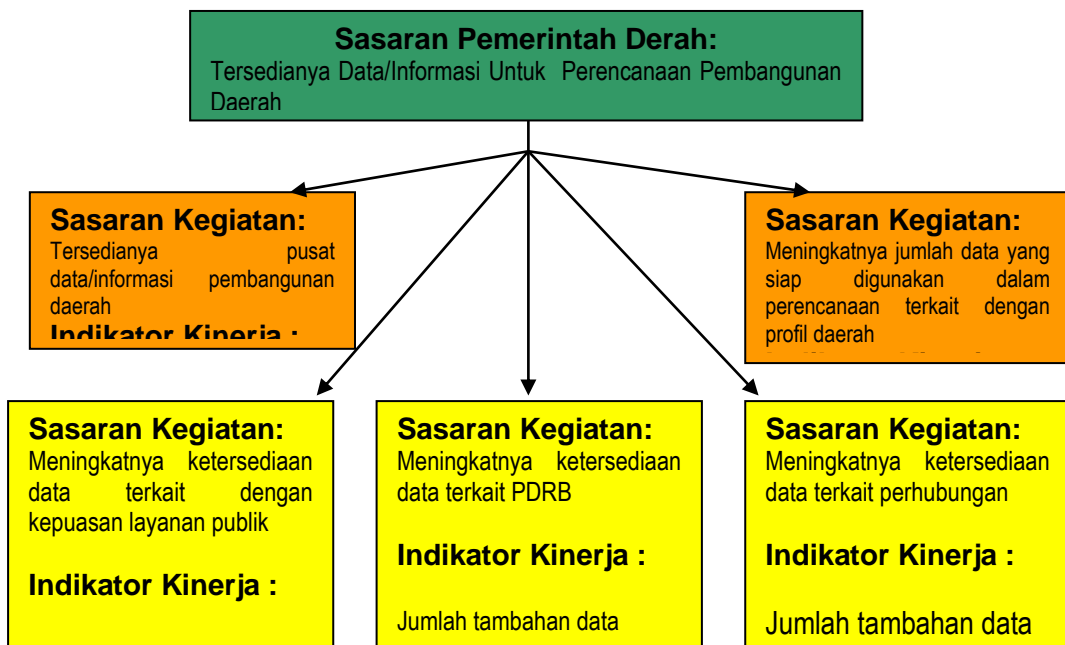 Sasaran Pemerintah Derah:
Tersedianya Data/Informasi Untuk Perencanaan Pembangunan
Daerah
Sasaran Kegiatan:
Tersedianya pusat
data/informasi pembangunan
daerah
Indikator Kinerja :
Sasaran Kegiatan:
Meningkatnya jumlah data yang
siap digunakan dalam
perencanaan terkait dengan
profil daerah
Sasaran Kegiatan:
Meningkatnya ketersediaan
data terkait dengan
kepuasan layanan publik
Indikator Kinerja :
Sasaran Kegiatan:
Meningkatnya ketersediaan
data terkait PDRB
Indikator Kinerja :
Jumlah tambahan data
Sasaran Kegiatan:
Meningkatnya ketersediaan
data terkait perhubungan
Indikator Kinerja :
Jumlah tambahan data